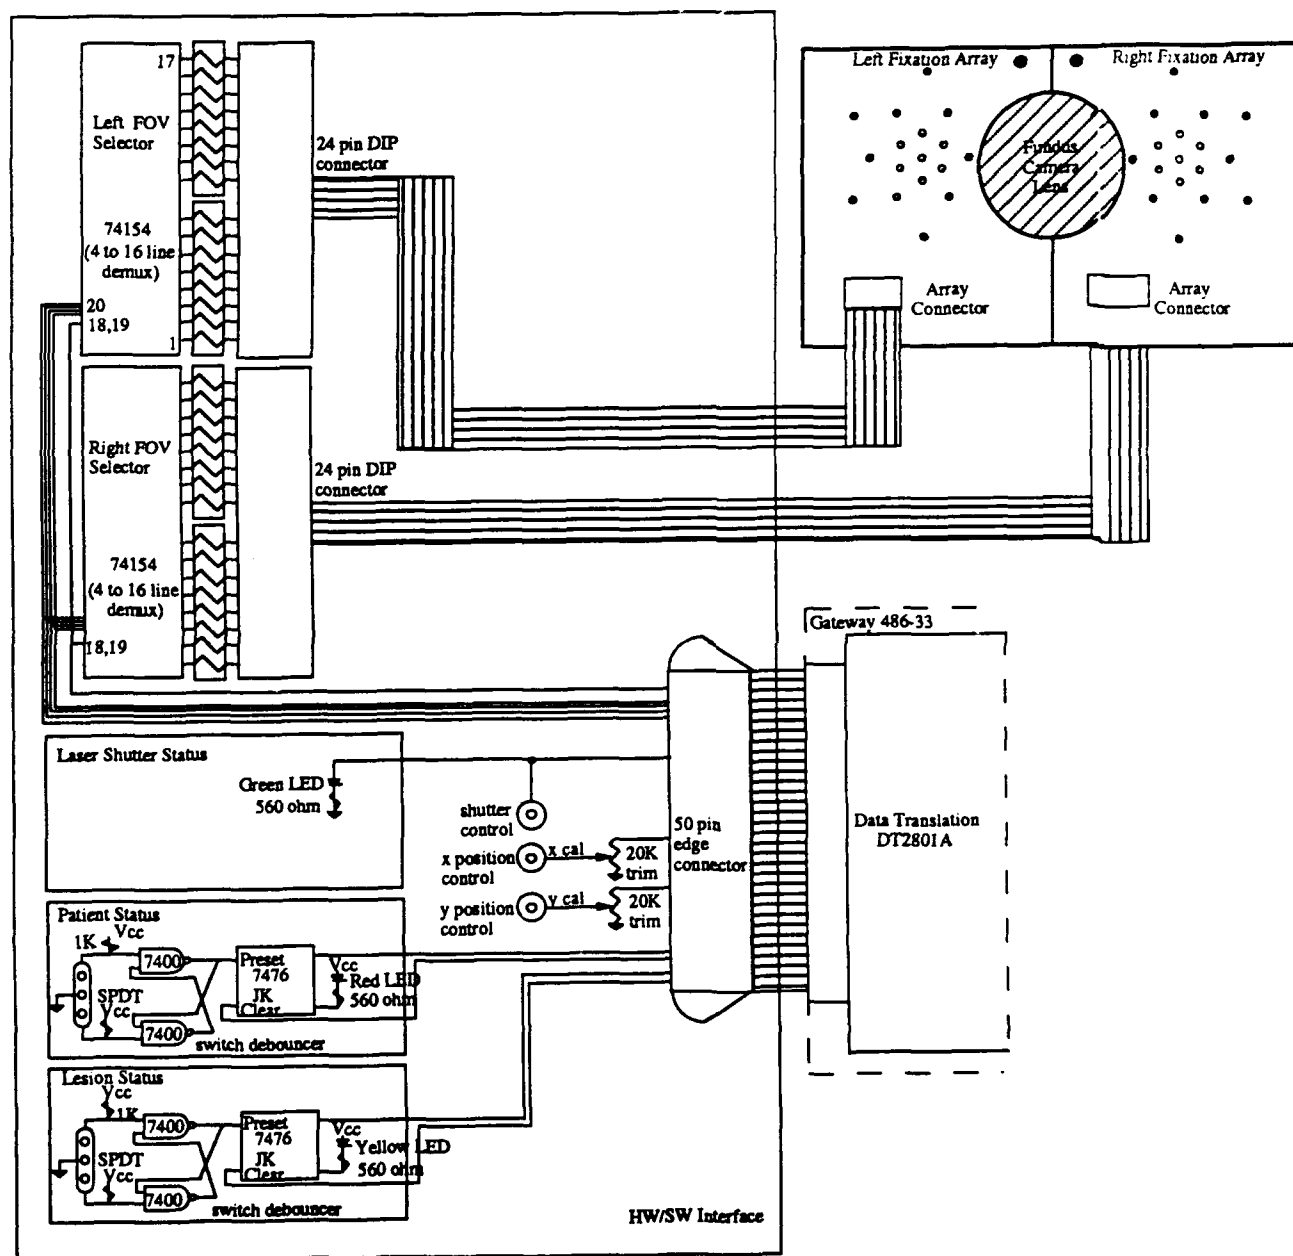 17
Left FOV
Selector
74154
(4 to 16 line
demux)
20
18,19
1
24 pin DIP
connector
Left Fixation Array
Right Fixation Array
Fundus
Camera
Lens
Array
Connector
Array
Connector
Right FOV
Selector
74154
(4 to 16 line
demux)
18,19
24 pin DIP
connector
Gateway 486-33
Data Translation
DT2801A
50 pin
edge
connector
Laser Shutter Status
Green LED
560 ohm
shutter
control
x position
control
x cal
20K
trim
y position
control
y cal
20K
trim
Patient Status
Vcc
1K
7400
SPDT
Vcc
7400
Preset
7476
JK
Clear
Vcc
Red LED
560 ohm
switch debouncer
Lesion Status
Vcc
1K
7400
SPDT
Vcc
7400
Preset
7476
JK
Clear
Vcc
Yellow LED
560 ohm
switch debouncer
HW/SW Interface